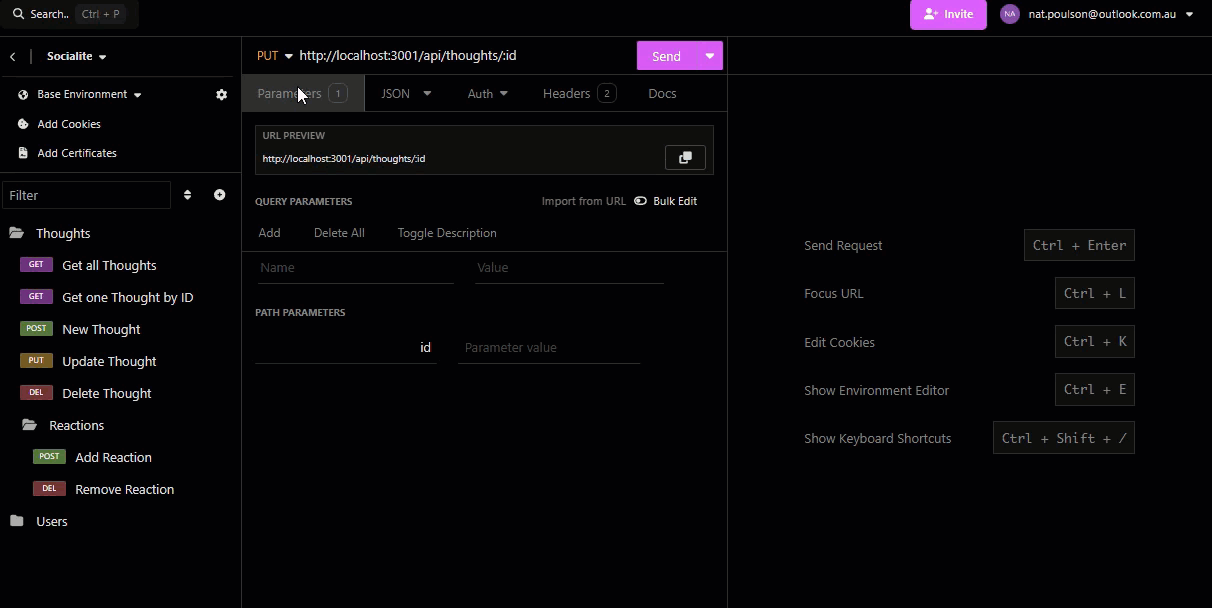 Search.. Ctrl + P
Invite NA nat.poulson@outlook.com.au
Socialite
Base Environment
Add Cookies
Add Certificates
Filter
Thoughts
GET Get all Thoughts
GET Get one Thought by ID
POST New Thought
PUT Update Thought
DEL Delete Thought
Reactions
POST Add Reaction
DEL Remove Reaction
Users
PUT http://localhost:3001/api/thoughts/:id Send
Parameters 1 JSON Auth Headers 2 Docs
URL PREVIEW
http://localhost:3001/api/thoughts/:id
QUERY PARAMETERS Import from URL Bulk Edit
Add Delete All Toggle Description
Name Value
PATH PARAMETERS
id Parameter value
Send Request Ctrl + Enter
Focus URL Ctrl + L
Edit Cookies Ctrl + K
Show Environment Editor Ctrl + E
Show Keyboard Shortcuts Ctrl + Shift + /